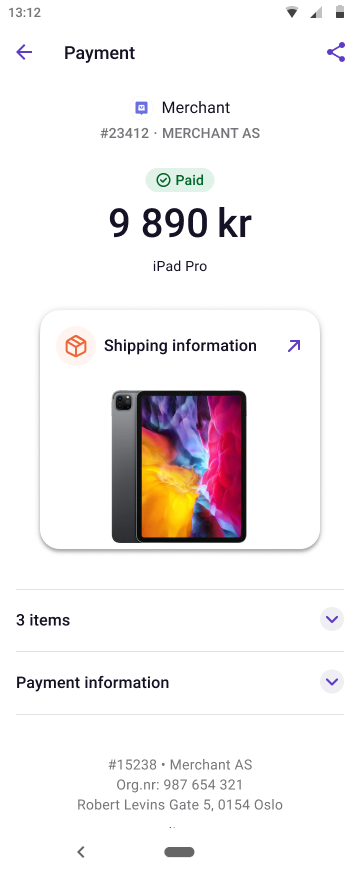 13:12
Payment
Merchant
#23412 · MERCHANT AS
Paid
9 890 kr
iPad Pro
Shipping information
3 items
Payment information
#15238 • Merchant AS
Org.nr: 987 654 321
Robert Levins Gate 5, 0154 Oslo